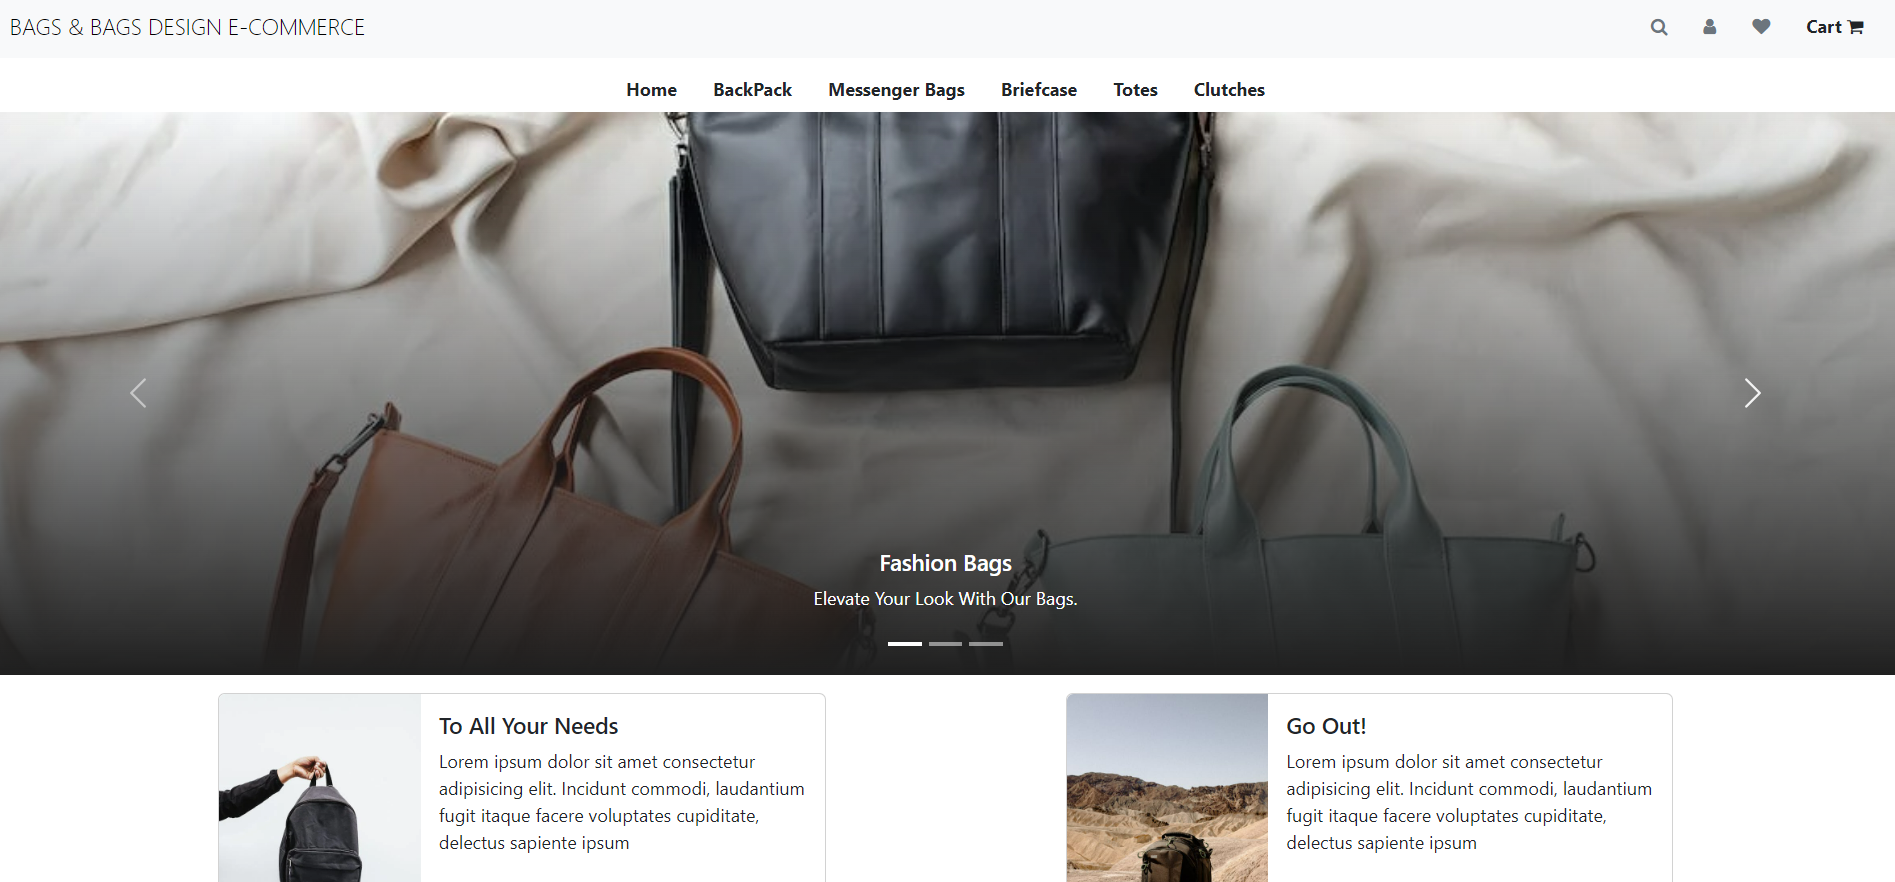 BAGS & BAGS DESIGN E-COMMERCE
Cart
Home BackPack Messenger Bags Briefcase Totes Clutches
Fashion Bags
Elevate Your Look With Our Bags.
To All Your Needs
Lorem ipsum dolor sit amet consectetur
adipisicing elit. Incidunt commodi, laudantium
fugit itaque facere voluptates cupiditate,
delectus sapiente ipsum
Go Out!
Lorem ipsum dolor sit amet consectetur
adipisicing elit. Incidunt commodi, laudantium
fugit itaque facere voluptates cupiditate,
delectus sapiente ipsum